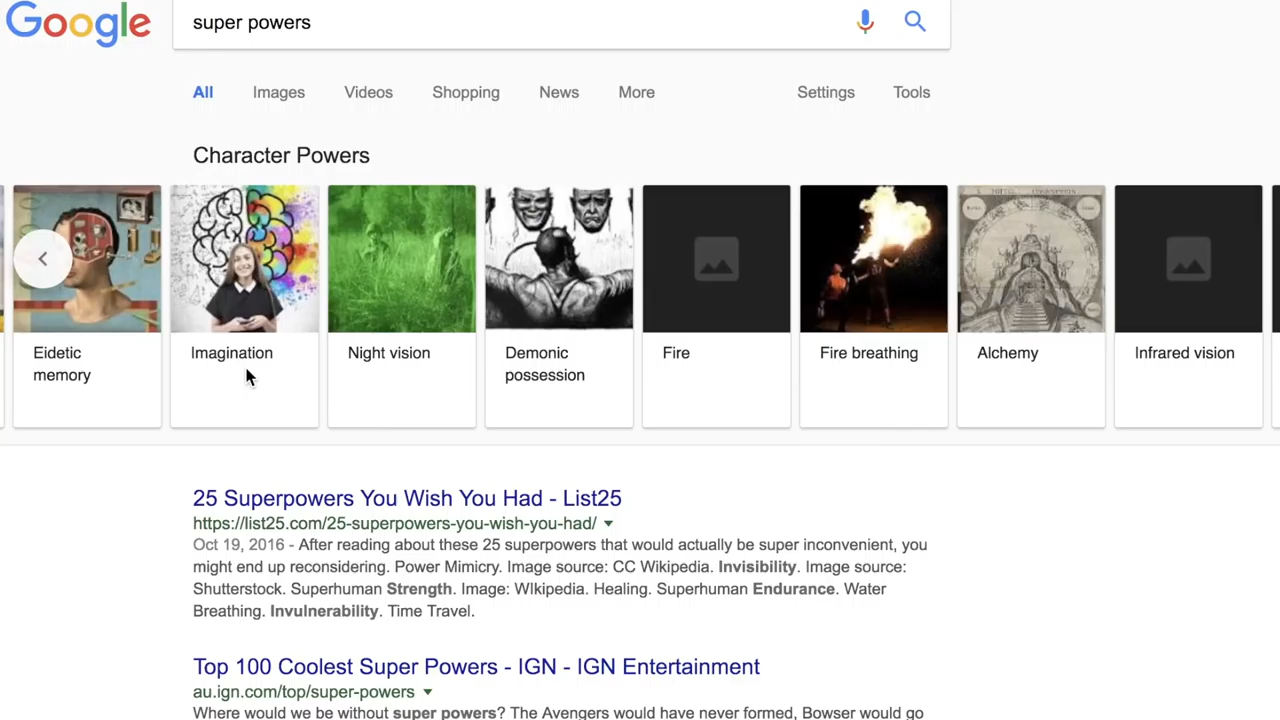 Google
super powers
All Images Videos Shopping News More Settings Tools
Character Powers
Eidetic
memory
Imagination
Night vision
Demonic
possession
Fire
Fire breathing
Alchemy
Infrared vision
25 Superpowers You Wish You Had - List25
https://list25.com/25-superpowers-you-wish-you-had/
Oct 19, 2016 - After reading about these 25 superpowers that would actually be super inconvenient, you
might end up reconsidering. Power Mimicry. Image source: CC Wikipedia. Invisibility. Image source:
Shutterstock. Superhuman Strength. Image: WIkipedia. Healing. Superhuman Endurance. Water
Breathing. Invulnerability. Time Travel.
Top 100 Coolest Super Powers - IGN - IGN Entertainment
au.ign.com/top/super-powers
Where would we be without super powers? The Avengers would have never formed, Bowser would go